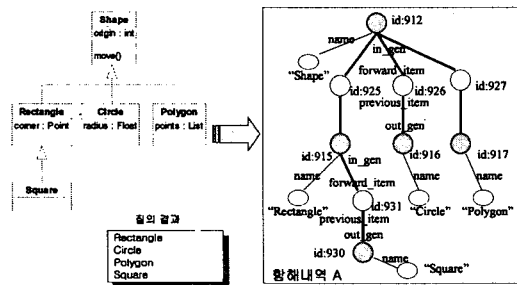 Shape
origin : int
move()
Rectangle
corner : Point
Circle
radius : Float
Polygon
points : List
Square
질의 결과
Rectangle
Circle
Polygon
Square
id:912
name
in_gen
"Shape"
forward_item
id:925
id:926
id:927
previous_item
out_gen
id:915
in_gen
id:916
id:917
name
forward_item
name
name
"Rectangle"
id:931
"Circle"
"Polygon"
previous_item
out_gen
id:930
name
"Square"
항해내역 A